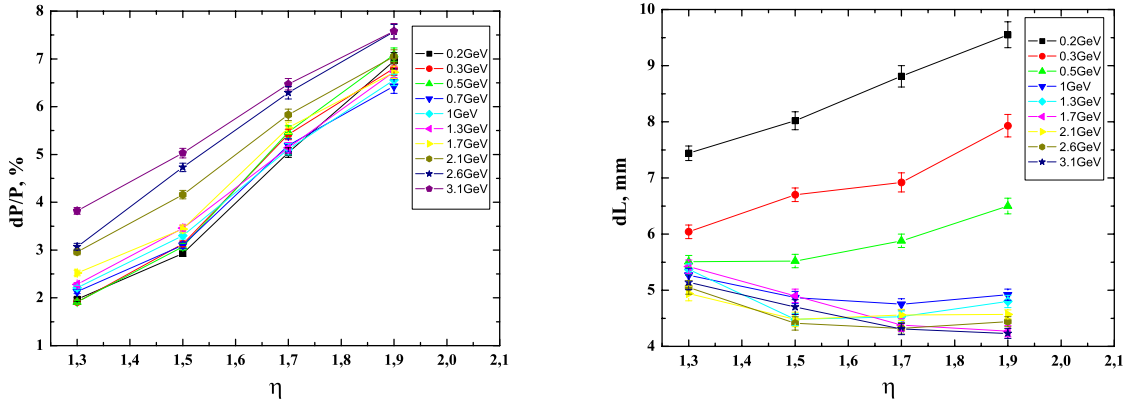 dP/P, %
8
7
6
5
4
3
2
1
1,3 1,4 1,5 1,6 1,7 1,8 1,9 2,0 2,1
η
0.2GeV
0.3GeV
0.5GeV
0.7GeV
1GeV
1.3GeV
1.7GeV
2.1GeV
2.6GeV
3.1GeV
dL, mm
10
9
8
7
6
5
4
1,3 1,4 1,5 1,6 1,7 1,8 1,9 2,0 2,1
η
0.2GeV
0.3GeV
0.5GeV
1GeV
1.3GeV
1.7GeV
2.1GeV
2.6GeV
3.1GeV